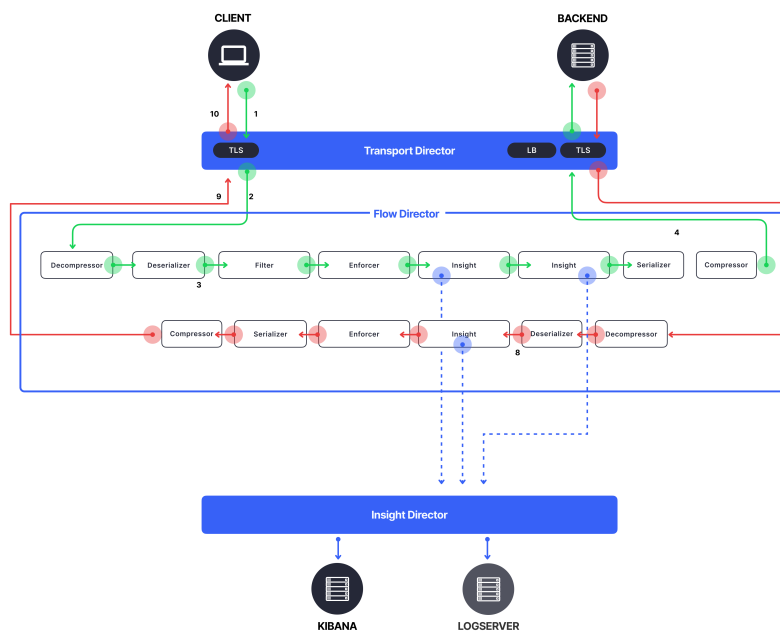 CLIENT
BACKEND
10
1
TLS
Transport Director
LB
TLS
9
2
Flow Director
4
Decompressor
Deserializer
Filter
Enforcer
Insight
Insight
Serializer
Compressor
3
Compressor
Serializer
Enforcer
Insight
Deserializer
Decompressor
8
Insight Director
KIBANA
LOGSERVER